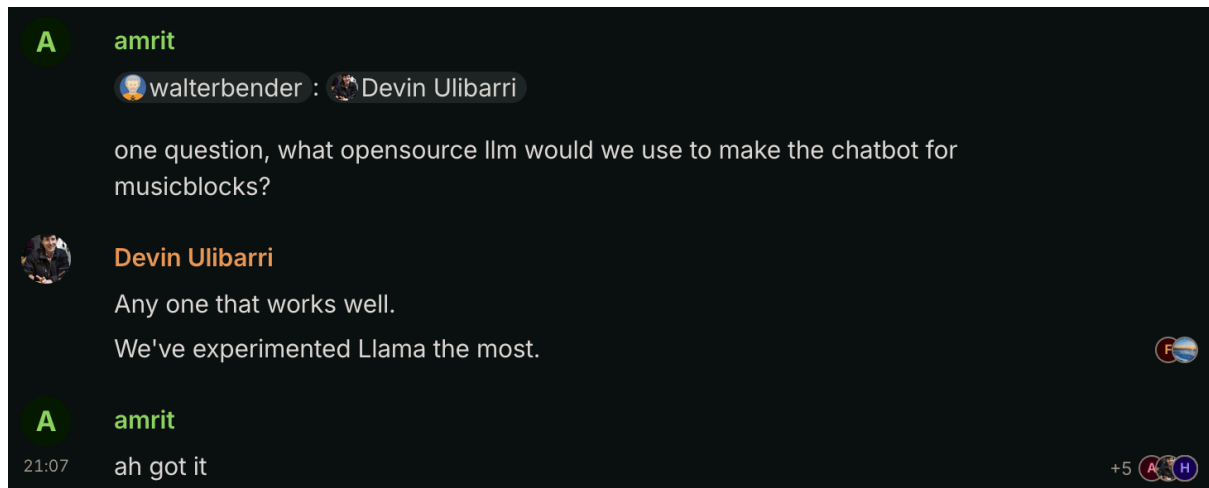 A
amrit
walterbender : Devin Ulibarri
one question, what opensource llm would we use to make the chatbot for
musicblocks?
Devin Ulibarri
Any one that works well.
We've experimented Llama the most.
F
A
amrit
21:07 ah got it +5 A H